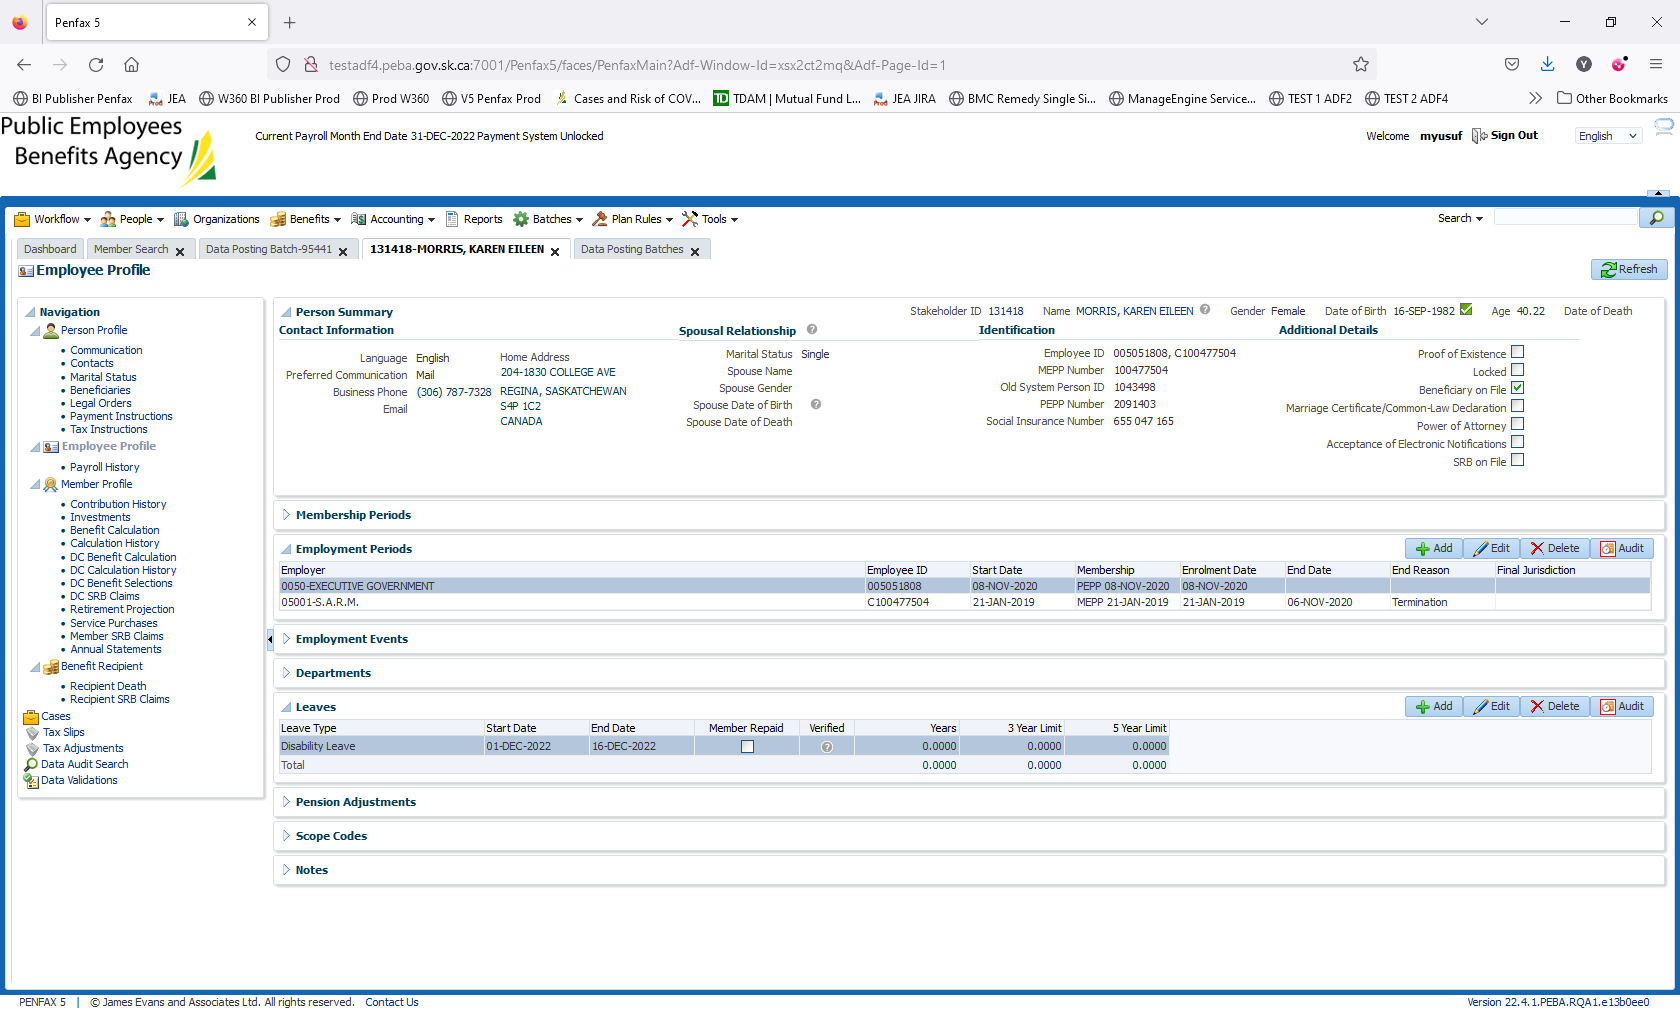 Penfax 5
testadf4.peba.gov.sk.ca:7001/Penfax5/faces/PenfaxMain?Adf-Window-Id=xsx2ct2mq&Adf-Page-Id=1
BI Publisher Penfax JEA W360 BI Publisher Prod Prod W360 V5 Penfax Prod Cases and Risk of COV... TDAM | Mutual Fund L... JEA JIRA BMC Remedy Single Si... ManageEngine Service... TEST 1 ADF2 TEST 2 ADF4 Other Bookmarks
Public Employees
Benefits Agency
Current Payroll Month End Date 31-DEC-2022 Payment System Unlocked
Welcome myusuf Sign Out English
Workflow People Organizations Benefits Accounting Reports Batches Plan Rules Tools Search
Dashboard Member Search Data Posting Batch-95441 131418-MORRIS, KAREN EILEEN Data Posting Batches
Employee Profile Refresh
Navigation
Person Profile
Communication
Contacts
Marital Status
Beneficiaries
Legal Orders
Payment Instructions
Tax Instructions
Employee Profile
Payroll History
Member Profile
Contribution History
Investments
Benefit Calculation
Calculation History
DC Benefit Calculation
DC Calculation History
DC Benefit Selections
DC SRB Claims
Retirement Projection
Service Purchases
Member SRB Claims
Annual Statements
Benefit Recipient
Recipient Death
Recipient SRB Claims
Cases
Tax Slips
Tax Adjustments
Data Audit Search
Data Validations
Person Summary Stakeholder ID 131418 Name MORRIS, KAREN EILEEN Gender Female Date of Birth 16-SEP-1982 Age 40.22 Date of Death
Contact Information
Language English
Preferred Communication Mail
Business Phone (306) 787-7328
Email
Home Address
204-1830 COLLEGE AVE
REGINA, SASKATCHEWAN
S4P 1C2
CANADA
Spousal Relationship
Marital Status Single
Spouse Name
Spouse Gender
Spouse Date of Birth
Spouse Date of Death
Identification
Employee ID 005051808, C100477504
MEPP Number 100477504
Old System Person ID 1043498
PEPP Number 2091403
Social Insurance Number 655 047 165
Additional Details
Proof of Existence
Locked
Beneficiary on File
Marriage Certificate/Common-Law Declaration
Power of Attorney
Acceptance of Electronic Notifications
SRB on File
Membership Periods
Employment Periods Add Edit Delete Audit
Employer Employee ID Start Date Membership Enrolment Date End Date End Reason Final Jurisdiction
0050-EXECUTIVE GOVERNMENT 005051808 08-NOV-2020 PEPP 08-NOV-2020 08-NOV-2020
05001-S.A.R.M. C100477504 21-JAN-2019 MEPP 21-JAN-2019 21-JAN-2019 06-NOV-2020 Termination
Employment Events
Departments
Leaves Add Edit Delete Audit
Leave Type Start Date End Date Member Repaid Verified Years 3 Year Limit 5 Year Limit
Disability Leave 01-DEC-2022 16-DEC-2022 0.0000 0.0000 0.0000
Total 0.0000 0.0000 0.0000
Pension Adjustments
Scope Codes
Notes
PENFAX 5 | © James Evans and Associates Ltd. All rights reserved. Contact Us Version 22.4.1.PEBA.RQA1.e13b0ee0